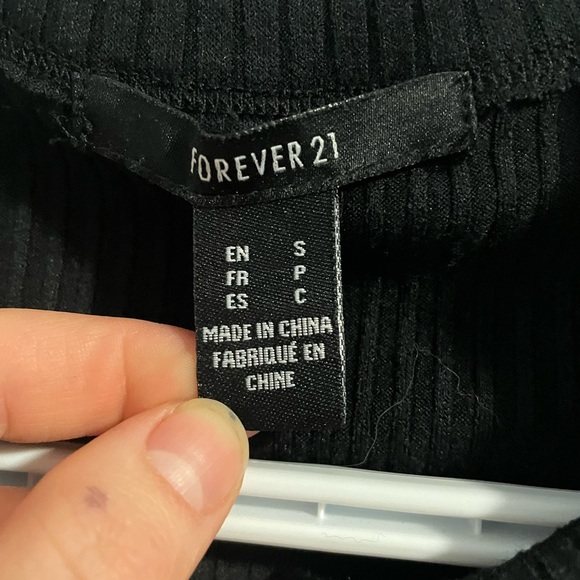 FOREVER 21
EN S
FR P
ES C
MADE IN CHINA
FABRIQUÉ EN
CHINE